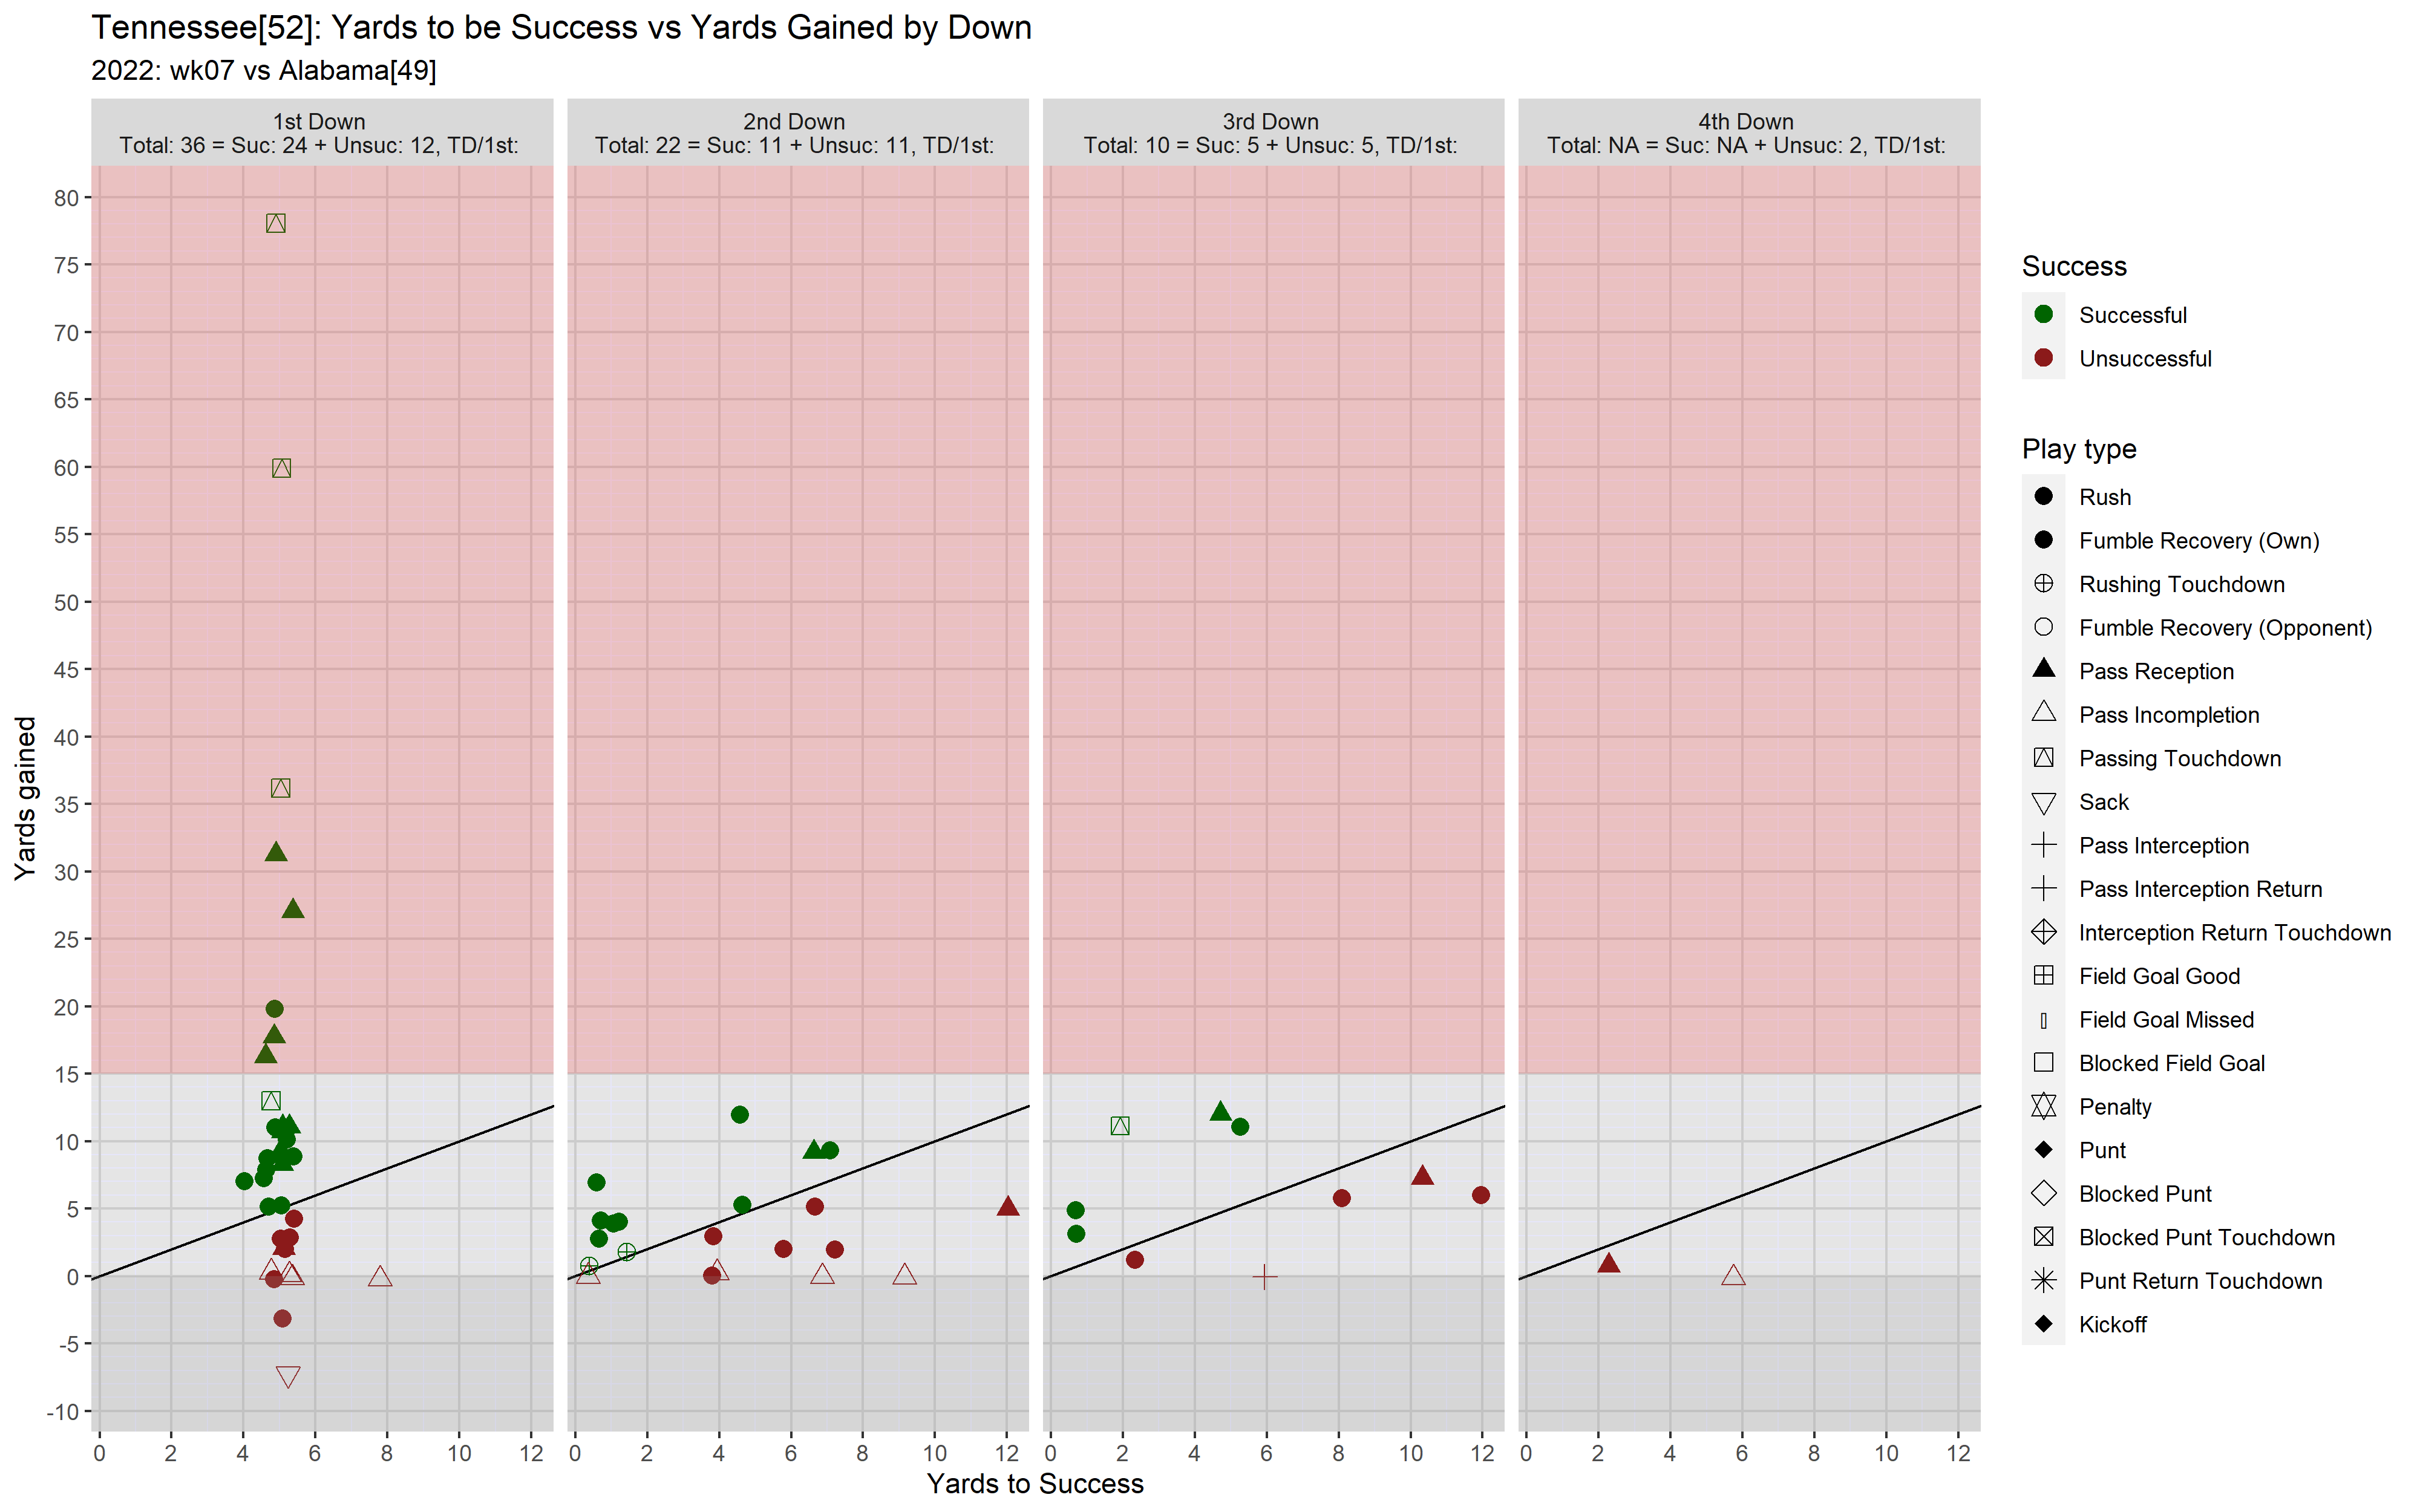 Tennessee[52]: Yards to be Success vs Yards Gained by Down
2022: wk07 vs Alabama[49]
1st Down
Total: 36 = Suc: 24 + Unsuc: 12, TD/1st:
2nd Down
Total: 22 = Suc: 11 + Unsuc: 11, TD/1st:
3rd Down
Total: 10 = Suc: 5 + Unsuc: 5, TD/1st:
4th Down
Total: NA = Suc: NA + Unsuc: 2, TD/1st:
80
75
70
65
60
55
50
45
40
35
30
25
20
15
10
5
0
-5
-10
Yards gained
0 2 4 6 8 10 12
0 2 4 6 8 10 12
0 2 4 6 8 10 12
0 2 4 6 8 10 12
Yards to Success
Success
Successful
Unsuccessful
Play type
Rush
Fumble Recovery (Own)
Rushing Touchdown
Fumble Recovery (Opponent)
Pass Reception
Pass Incompletion
Passing Touchdown
Sack
Pass Interception
Pass Interception Return
Interception Return Touchdown
Field Goal Good
Field Goal Missed
Blocked Field Goal
Penalty
Punt
Blocked Punt
Blocked Punt Touchdown
Punt Return Touchdown
Kickoff